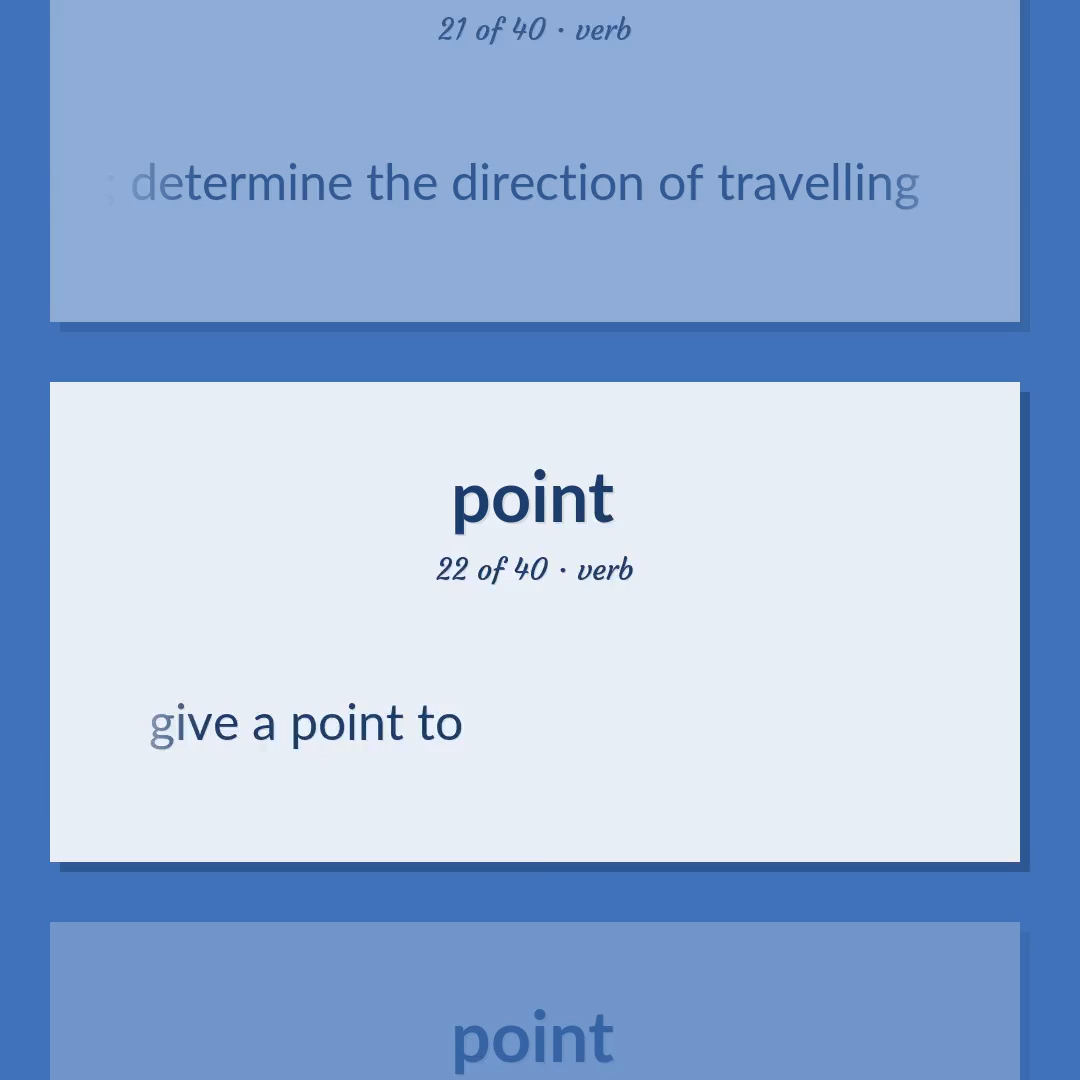 21 of 40 · verb
; determine the direction of travelling
point
22 of 40 · verb
give a point to
point